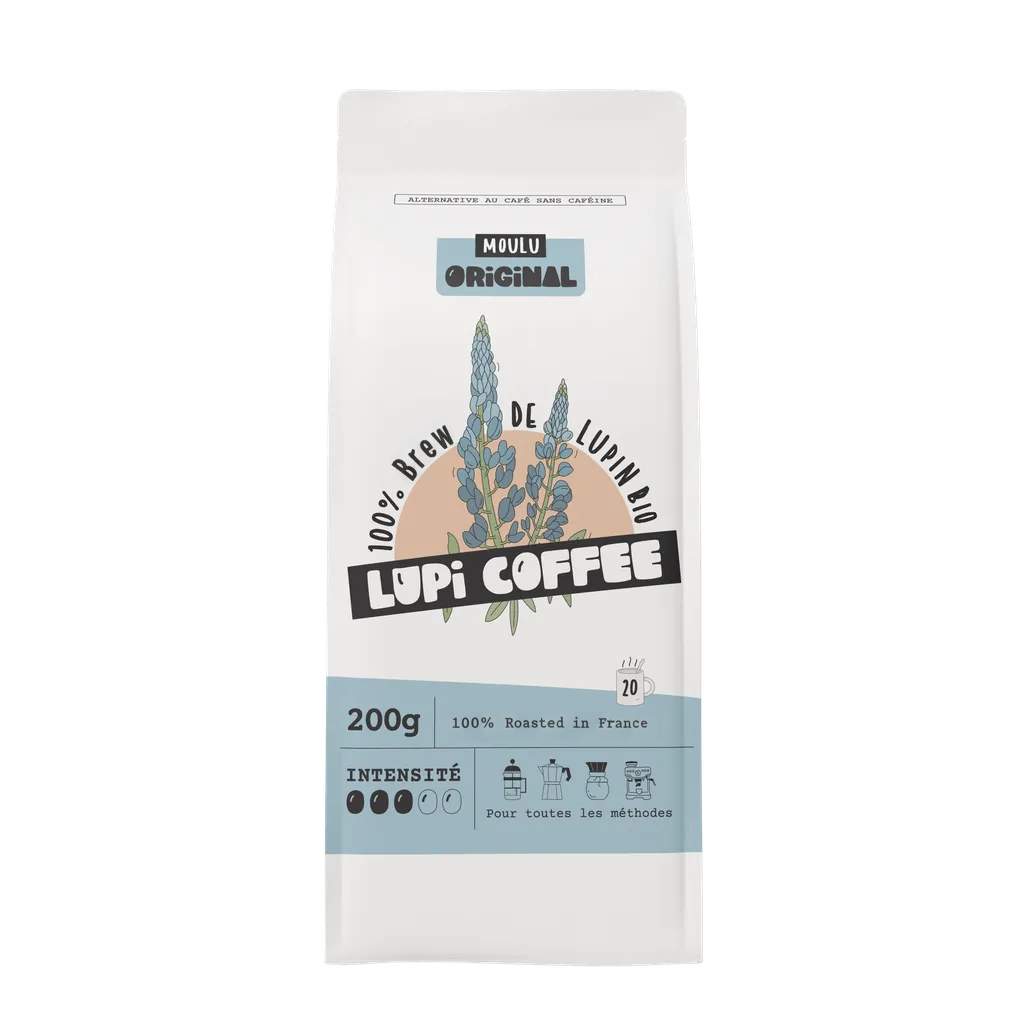 ALTERNATIVE AU CAFÉ SANS CAFÉINE
MOULU
ORiGiNAL
100% Brew DE LUPIN BIO
LUPi COFFEE
20
200g
100% Roasted in France
INTENSITÉ
Pour toutes les méthodes